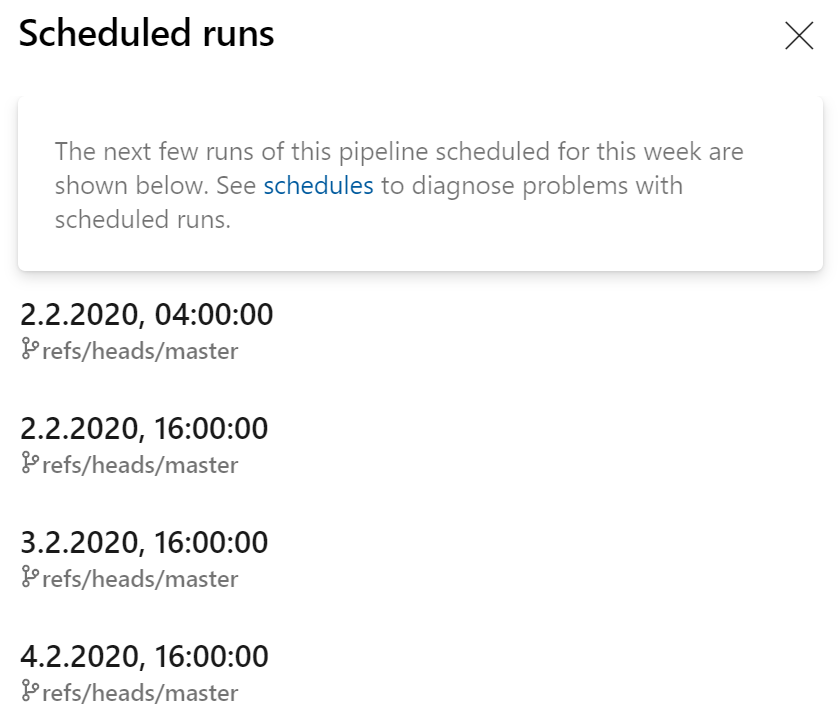 Scheduled runs
The next few runs of this pipeline scheduled for this week are
shown below. See schedules to diagnose problems with
scheduled runs.
2.2.2020, 04:00:00
refs/heads/master
2.2.2020, 16:00:00
refs/heads/master
3.2.2020, 16:00:00
refs/heads/master
4.2.2020, 16:00:00
refs/heads/master